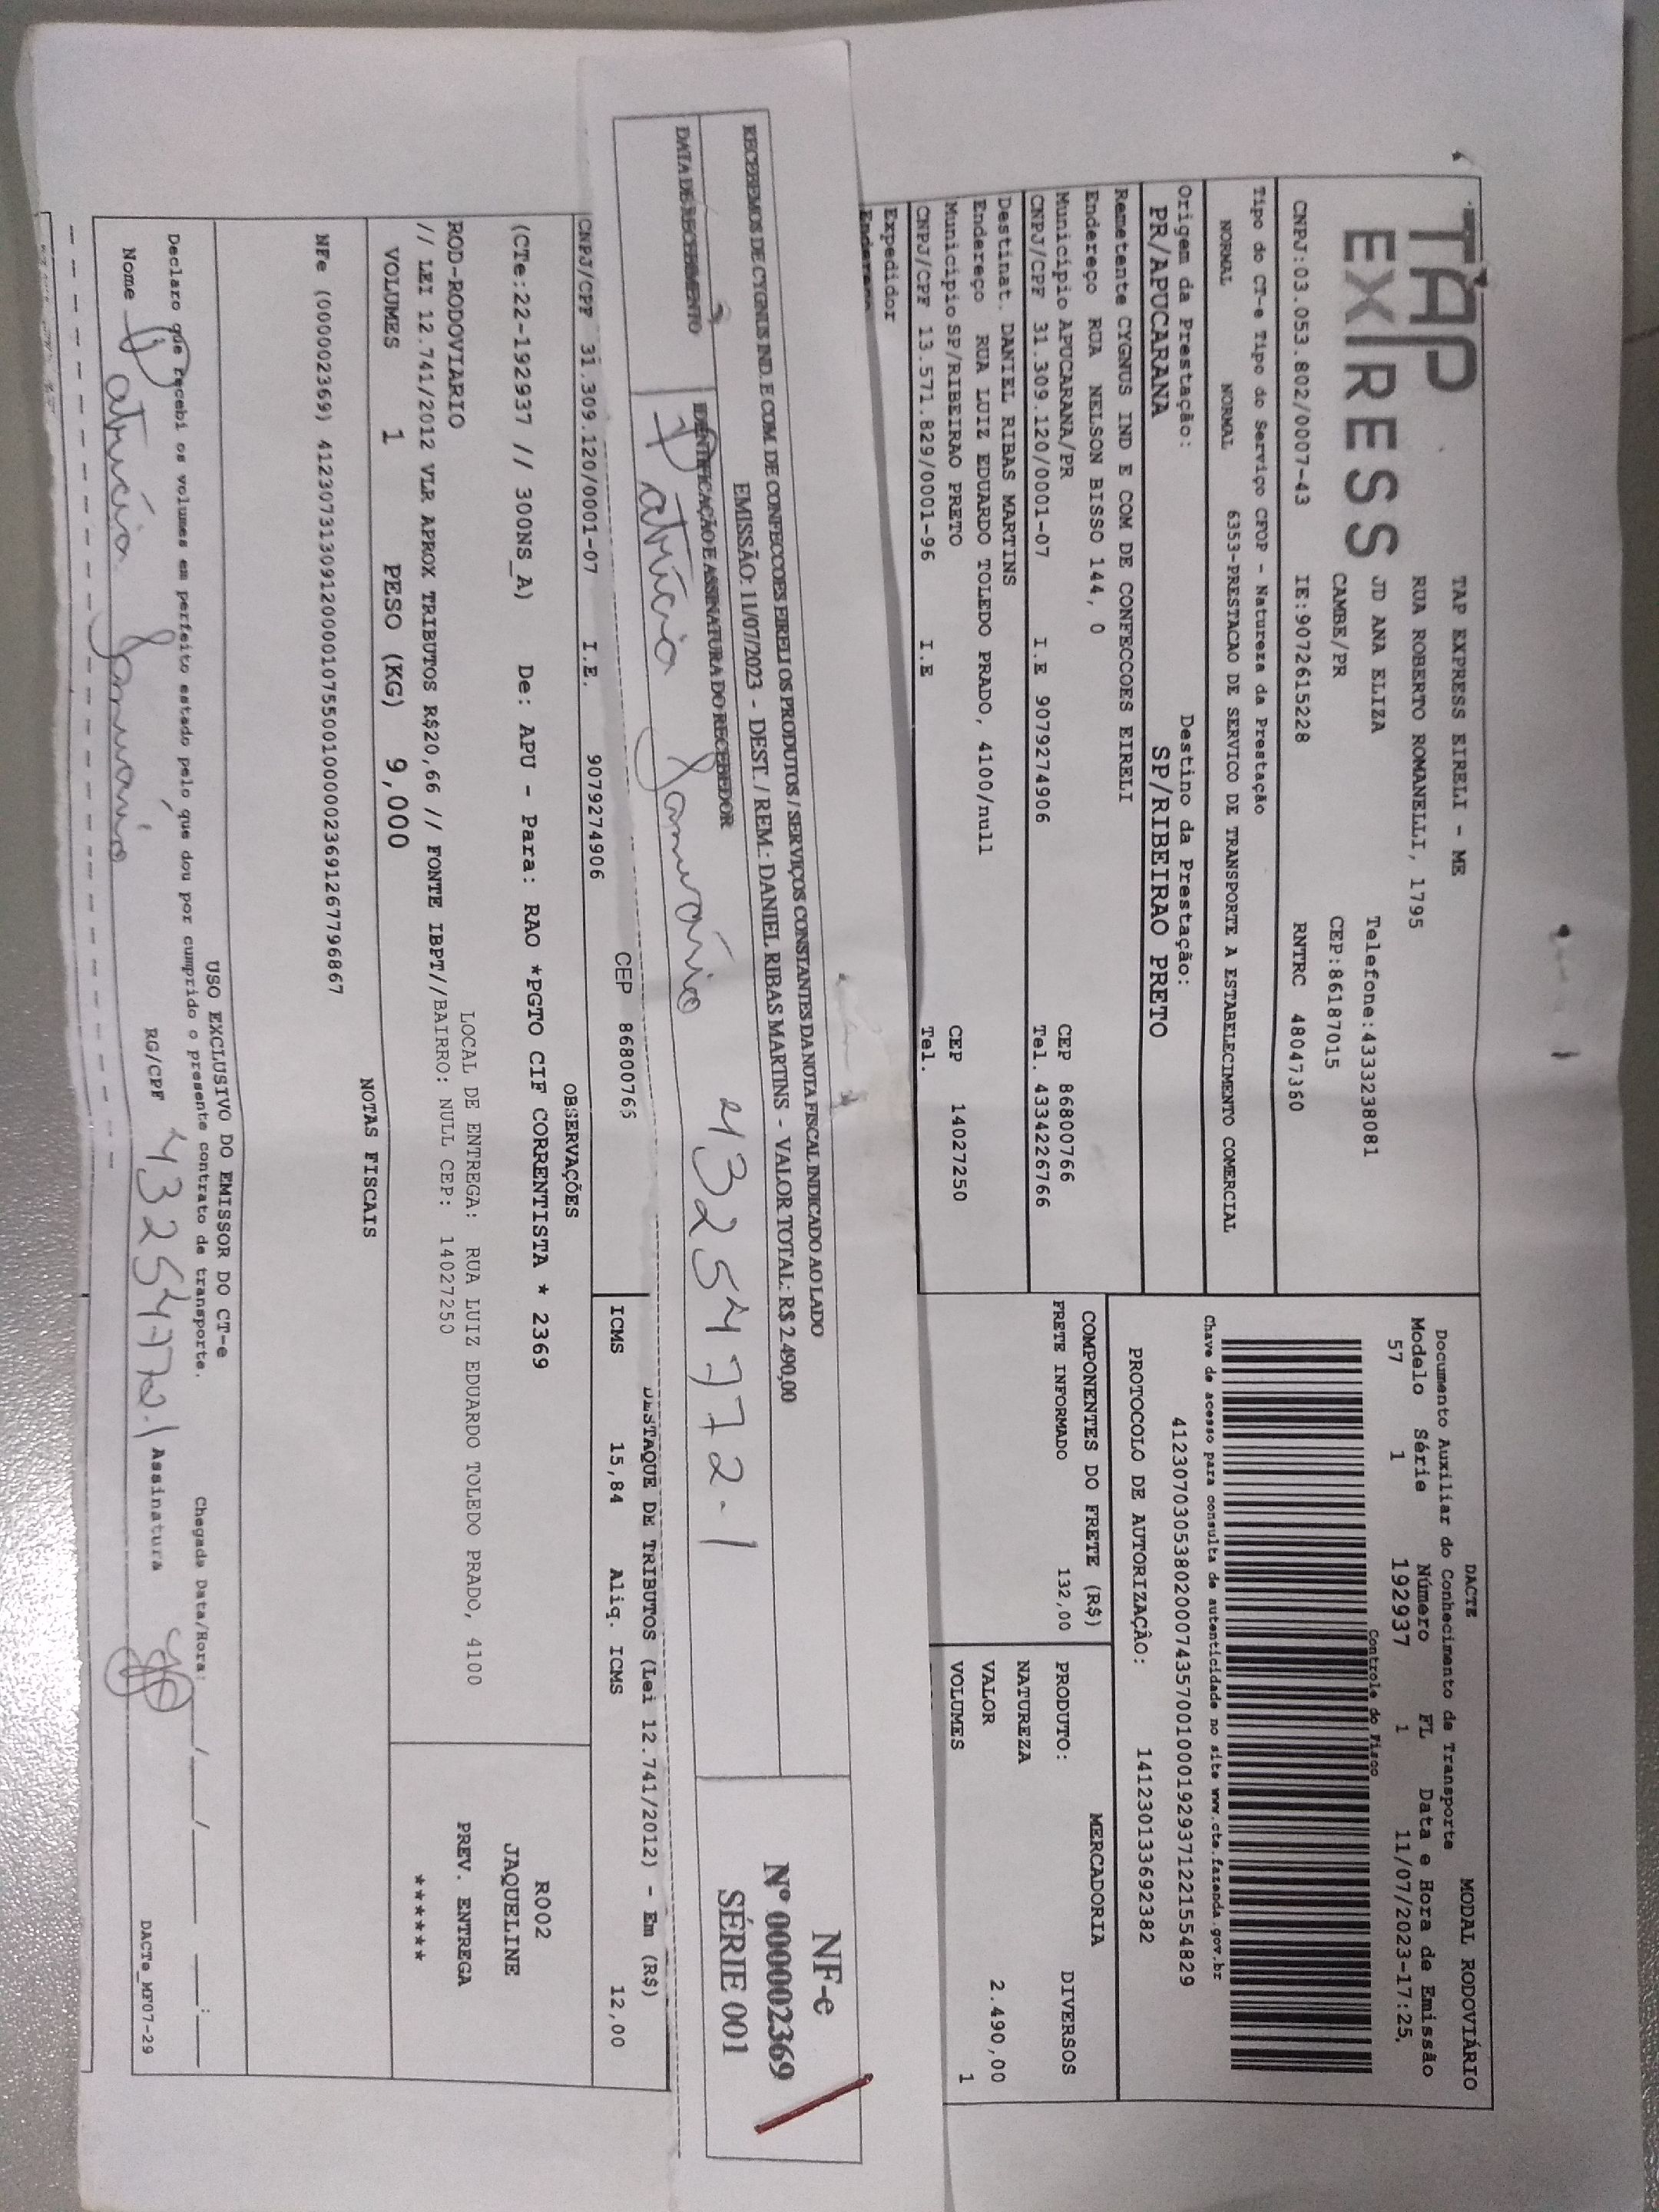 TAP EXPRESS
TAP EXPRESS EIRELI - ME
RUA ROBERTO ROMANELLI, 1795
JD ANA ELIZA Telefone:4333238081
CAMBE/PR CEP:86187015
CNPJ:03.053.802/0007-43 IE:9072615228 RNTRC 48047360
Tipo do CT-e Tipo do Serviço CFOP - Natureza da Prestação
NORMAL NORMAL 6353-PRESTACAO DE SERVICO DE TRANSPORTE A ESTABELECIMENTO COMERCIAL
Origem da Prestação: Destino da Prestação:
PR/APUCARANA SP/RIBEIRAO PRETO
Remetente CYGNUS IND E COM DE CONFECCOES EIRELI
Endereço RUA NELSON BISSO 144, 0
Município APUCARANA/PR CEP 86800766
CNPJ/CPF 31.309.120/0001-07 I.E 9079274906 Tel. 4334226766
Destinat. DANIEL RIBAS MARTINS
Endereço RUA LUIZ EDUARDO TOLEDO PRADO, 4100/null
Municipio SP/RIBEIRAO PRETO CEP 14027250
CNPJ/CPF 13.571.829/0001-96 I.E Tel.
Expedidor
DACTE MODAL RODOVIÁRIO
Documento Auxiliar do Conhecimento de Transporte
Modelo Série Número FL Data e Hora de Emissão
57 1 192937 1 11/07/2023-17:25
Controle do Fisco
Chave de acesso para consulta de autenticidade no site www.cte.fazenda.gov.br
41230703053802000743570010001929371221554829
PROTOCOLO DE AUTORIZAÇÃO: 141230133692382
COMPONENTES DO FRETE (R$)
FRETE INFORMADO 132,00
MERCADORIA
PRODUTO: DIVERSOS
NATUREZA
VALOR 2.490,00
VOLUMES 1
RECEBEMOS DE CYGNUS IND. E COM DE CONFECCOES EIRELI OS PRODUTOS / SERVIÇOS CONSTANTES DA NOTA FISCAL INDICADO AO LADO
EMISSÃO: 11/07/2023 - DEST. / REM.: DANIEL RIBAS MARTINS - VALOR TOTAL: R$ 2.490,00
DATA DE RECEBIMENTO IDENTIFICAÇÃO E ASSINATURA DO RECEBEDOR
Patrícia Januário 43254772-1
NF-e
Nº 000002369
SÉRIE 001
CEP 86800766
CNPJ/CPF 31.309.120/0001-07 I.E. 9079274906
DESTAQUE DE TRIBUTOS (Lei 12.741/2012) - Em (R$)
ICMS 15,84 Aliq. ICMS 12,00
OBSERVAÇÕES
(CTe:22-192937 // 300NS_A) De: APU - Para: RAO *PGTO CIF CORRENTISTA * 2369
LOCAL DE ENTREGA: RUA LUIZ EDUARDO TOLEDO PRADO, 4100
ROD-RODOVIARIO
// LEI 12.741/2012 VLR APROX TRIBUTOS R$20,66 // FONTE IBPT//BAIRRO: NULL CEP: 14027250
R002
JAQUELINE
PREV. ENTREGA
*******
VOLUMES 1 PESO (KG) 9,000
NOTAS FISCAIS
NFe (000002369) 41230731309120000107550010000023691267796867
USO EXCLUSIVO DO EMISSOR DO CT-e
Declaro que recebi os volumes em perfeito estado pelo que dou por cumprido o presente contrato de transporte. Chegada Data/Hora: __/__/__ __:__
Nome Patrícia Januário RG/CPF 43254772-1 Assinatura
DACTe_MF07-29